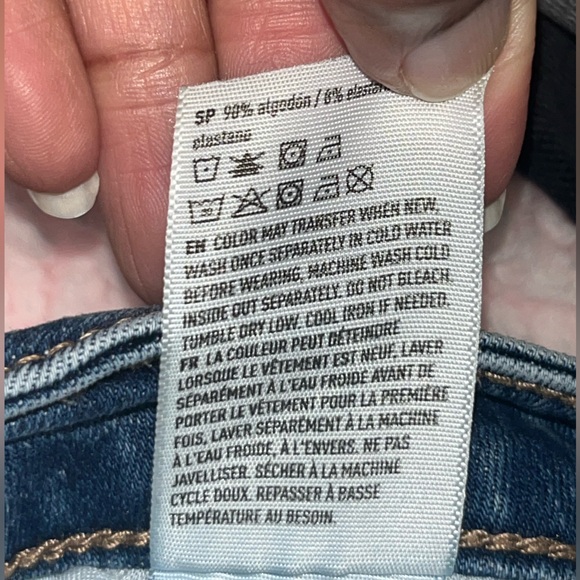 SP 90% algodón / 6% elastano
elastano
EN COLOR MAY TRANSFER WHEN NEW.
WASH ONCE SEPARATELY IN COLD WATER
BEFORE WEARING. MACHINE WASH COLD
INSIDE OUT SEPARATELY. DO NOT BLEACH.
TUMBLE DRY LOW. COOL IRON IF NEEDED.
FR LA COULEUR PEUT DÉTEINDRE
LORSQUE LE VÊTEMENT EST NEUF, LAVER
SÉPARÉMENT À L'EAU FROIDE AVANT DE
PORTER LE VÊTEMENT POUR LA PREMIÈRE
FOIS, LAVER SÉPARÉMENT À LA MACHINE
À L'EAU FROIDE, À L'ENVERS. NE PAS
JAVELLISER. SÉCHER À LA MACHINE
CYCLE DOUX. REPASSER À BASSE
TEMPÉRATURE AU BESOIN.